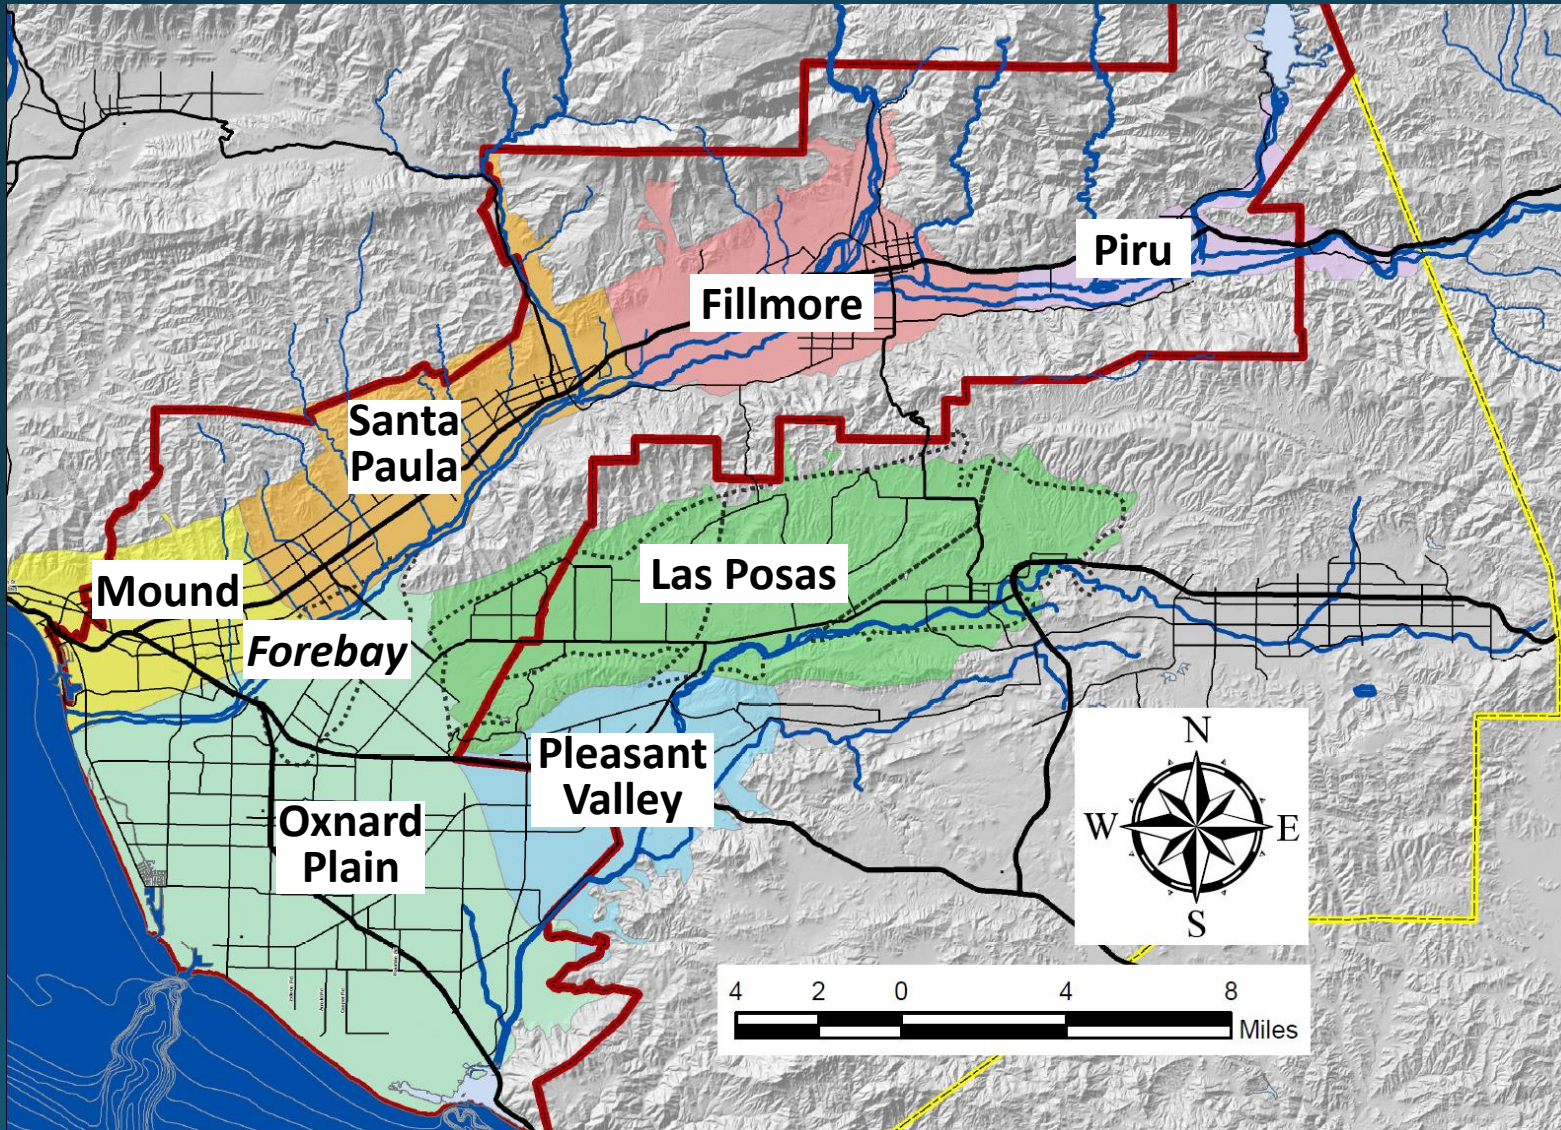 Piru
Fillmore
Santa
Paula
Las Posas
Mound
Forebay
Pleasant
Valley
Oxnard
Plain
N
W
E
S
4 2 0 4 8
Miles